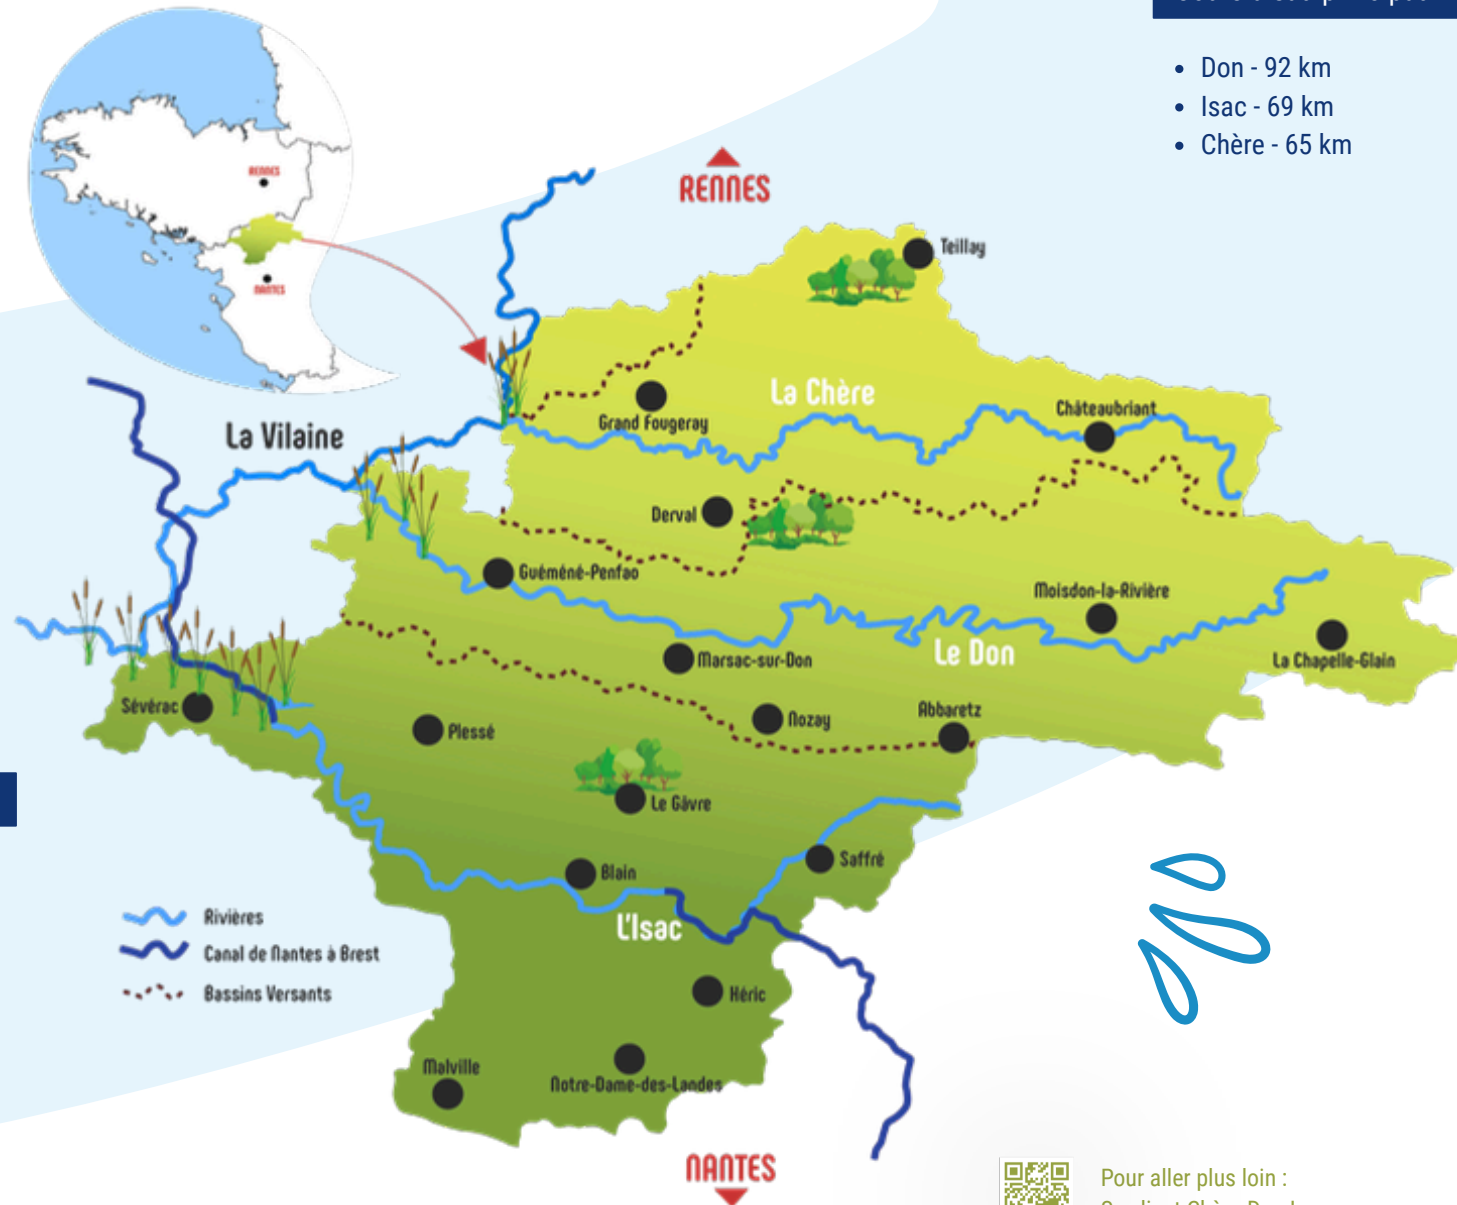 Don - 92 km
Isac - 69 km
Chère - 65 km
RENNES
NANTES
RENNES
Teillay
La Chère
Grand Fougeray
Châteaubriant
La Vilaine
Derval
Guéméné-Penfao
Moisdon-la-Rivière
Le Don
Marsac-sur-Don
La Chapelle-Glain
Sévérac
Plessé
Nozay
Abbaretz
Le Gâvre
Saffré
Blain
L'Isac
Rivières
Canal de Nantes à Brest
Bassins Versants
Héric
Malville
Notre-Dame-des-Landes
NANTES
Pour aller plus loin :